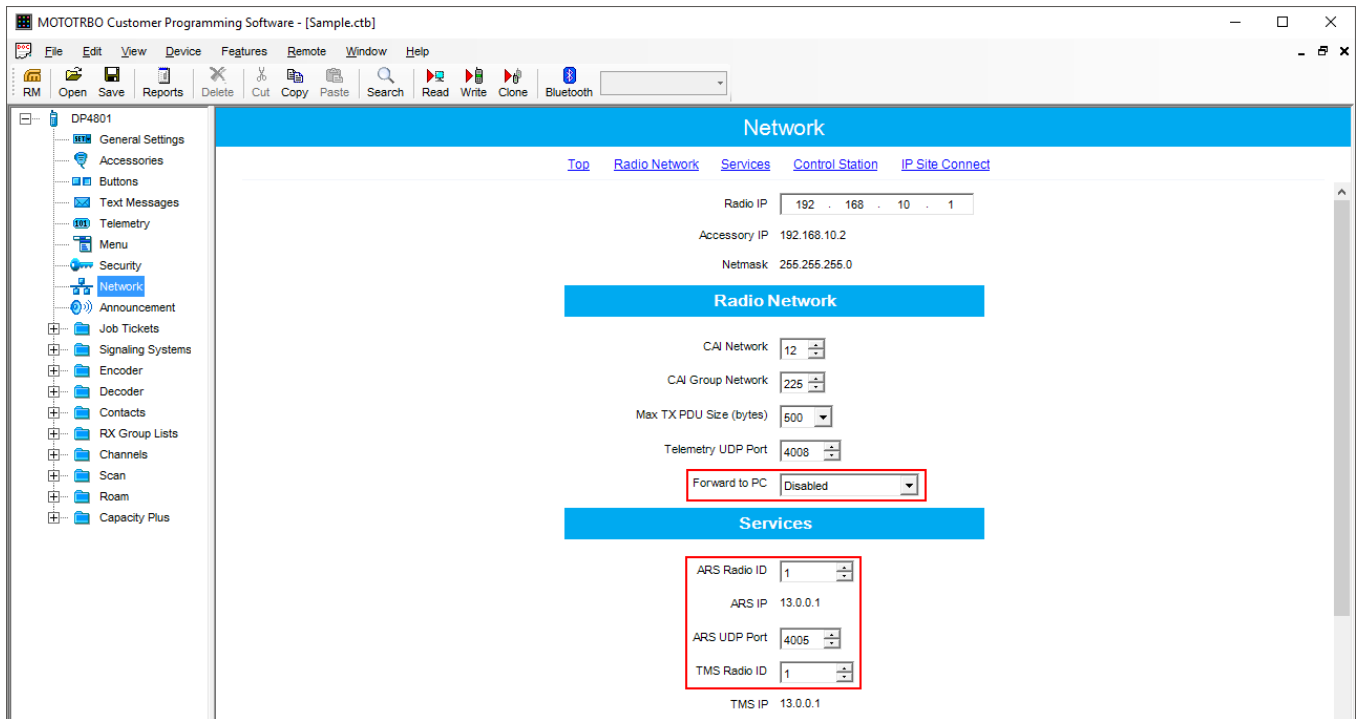 MOTOTRBO Customer Programming Software - [Sample.ctb]
File Edit View Device Features Remote Window Help
RM Open Save Reports Delete Cut Copy Paste Search Read Write Clone Bluetooth
DP4801
General Settings
Accessories
Buttons
Text Messages
Telemetry
Menu
Security
Network
Announcement
Job Tickets
Signaling Systems
Encoder
Decoder
Contacts
RX Group Lists
Channels
Scan
Roam
Capacity Plus
Network
Top Radio Network Services Control Station IP Site Connect
Radio IP 192 . 168 . 10 . 1
Accessory IP 192.168.10.2
Netmask 255.255.255.0
Radio Network
CAI Network 12
CAI Group Network 225
Max TX PDU Size (bytes) 500
Telemetry UDP Port 4008
Forward to PC Disabled
Services
ARS Radio ID 1
ARS IP 13.0.0.1
ARS UDP Port 4005
TMS Radio ID 1
TMS IP 13.0.0.1